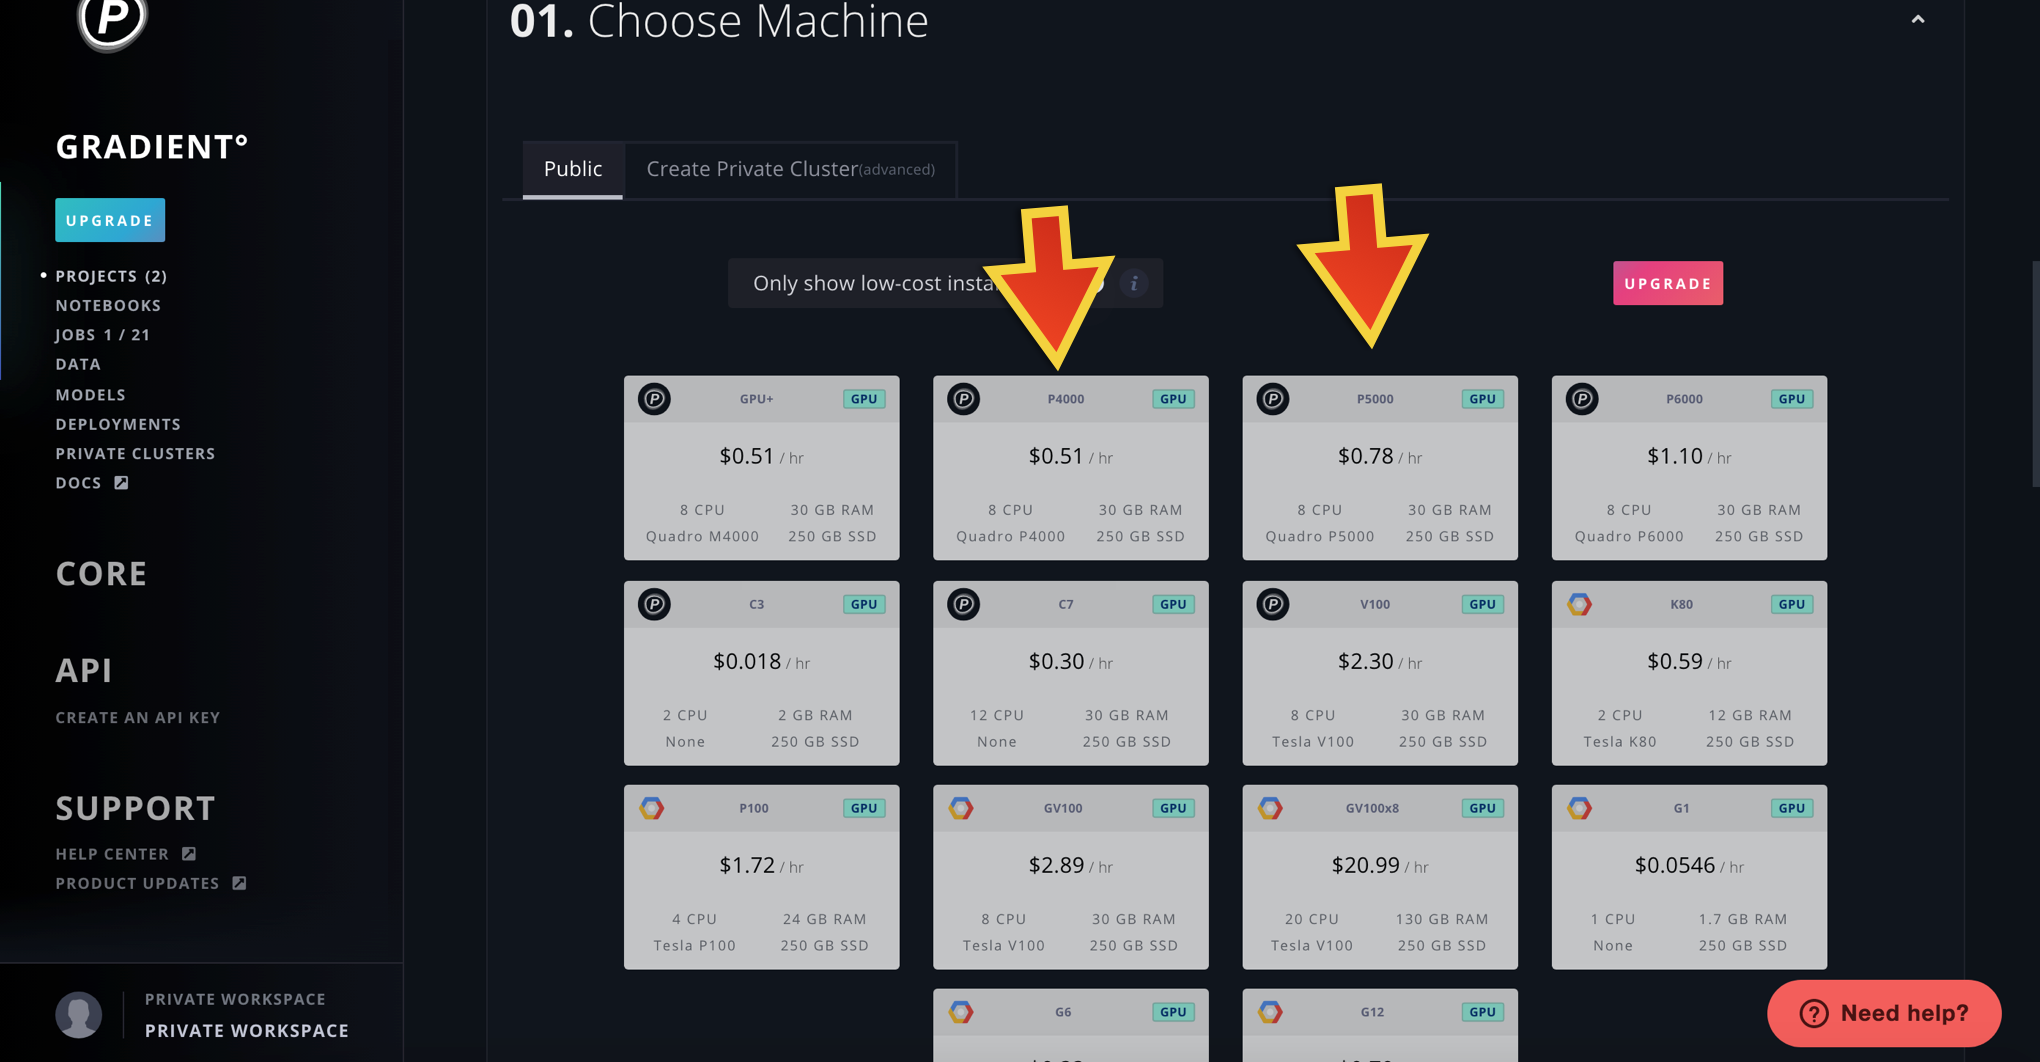 01. Choose Machine
GRADIENT°
UPGRADE
PROJECTS (2)
NOTEBOOKS
JOBS 1 / 21
DATA
MODELS
DEPLOYMENTS
PRIVATE CLUSTERS
DOCS
CORE
API
CREATE AN API KEY
SUPPORT
HELP CENTER
PRODUCT UPDATES
PRIVATE WORKSPACE
PRIVATE WORKSPACE
Public
Create Private Cluster(advanced)
Only show low-cost
i
UPGRADE
P GPU+ GPU
$0.51 / hr
8 CPU 30 GB RAM
Quadro M4000 250 GB SSD
P P4000 GPU
$0.51 / hr
8 CPU 30 GB RAM
Quadro P4000 250 GB SSD
P P5000 GPU
$0.78 / hr
8 CPU 30 GB RAM
Quadro P5000 250 GB SSD
P P6000 GPU
$1.10 / hr
8 CPU 30 GB RAM
Quadro P6000 250 GB SSD
P C3 GPU
$0.018 / hr
2 CPU 2 GB RAM
None 250 GB SSD
P C7 GPU
$0.30 / hr
12 CPU 30 GB RAM
None 250 GB SSD
P V100 GPU
$2.30 / hr
8 CPU 30 GB RAM
Tesla V100 250 GB SSD
K80 GPU
$0.59 / hr
2 CPU 12 GB RAM
Tesla K80 250 GB SSD
P100 GPU
$1.72 / hr
4 CPU 24 GB RAM
Tesla P100 250 GB SSD
GV100 GPU
$2.89 / hr
8 CPU 30 GB RAM
Tesla V100 250 GB SSD
GV100x8 GPU
$20.99 / hr
20 CPU 130 GB RAM
Tesla V100 250 GB SSD
G1 GPU
$0.0546 / hr
1 CPU 1.7 GB RAM
None 250 GB SSD
G6 GPU
G12 GPU
Need help?